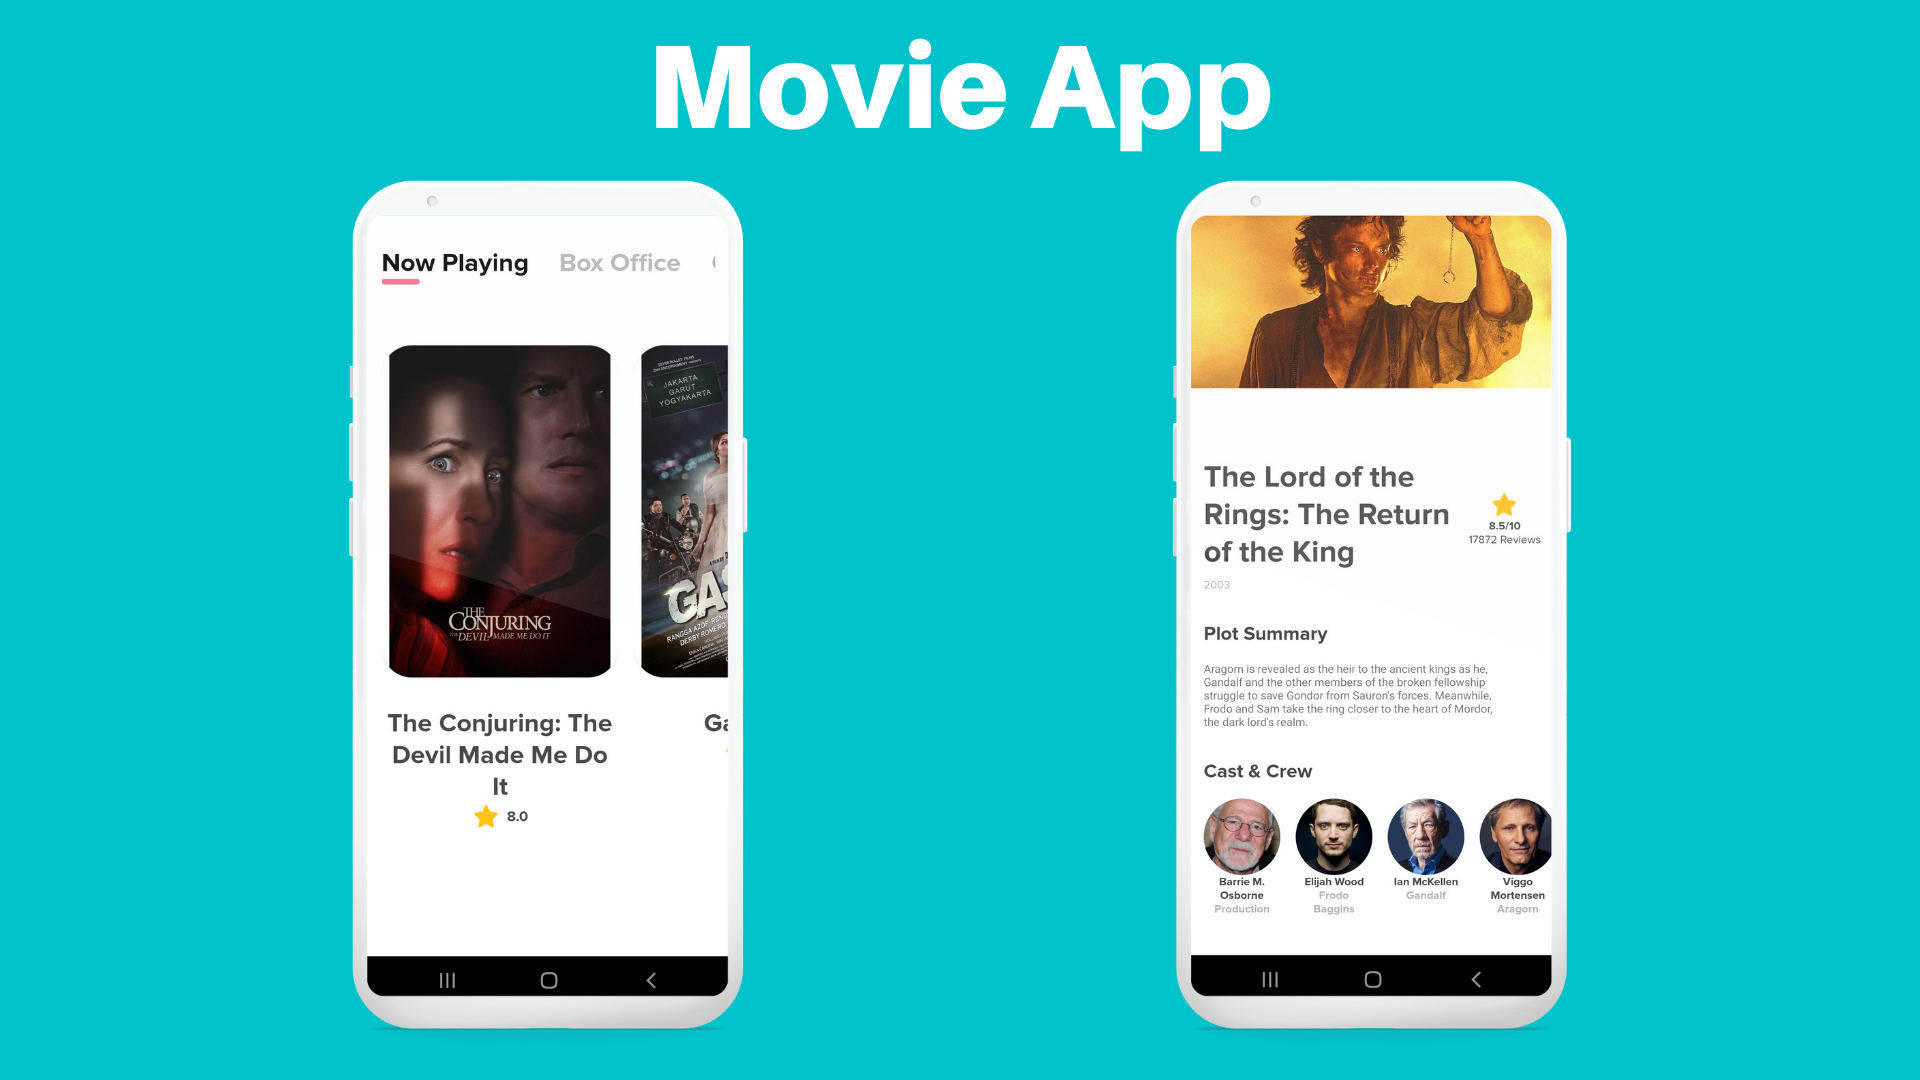 Movie App
Now Playing
Box Office
JAKARTA
GARUT
YOGYAKARTA
THE
CONJURING
THE DEVIL MADE ME DO IT
GAS
RANGGA AZOF
DERBY ROMERO
The Conjuring: The
Devil Made Me Do
It
8.0
Ga
The Lord of the
Rings: The Return
of the King
2003
8.5/10
17872 Reviews
Plot Summary
Aragorn is revealed as the heir to the ancient kings as he,
Gandalf and the other members of the broken fellowship
struggle to save Gondor from Sauron's forces. Meanwhile,
Frodo and Sam take the ring closer to the heart of Mordor,
the dark lord's realm.
Cast & Crew
Barrie M.
Osborne
Production
Elijah Wood
Frodo
Baggins
Ian McKellen
Gandalf
Viggo
Mortensen
Aragorn